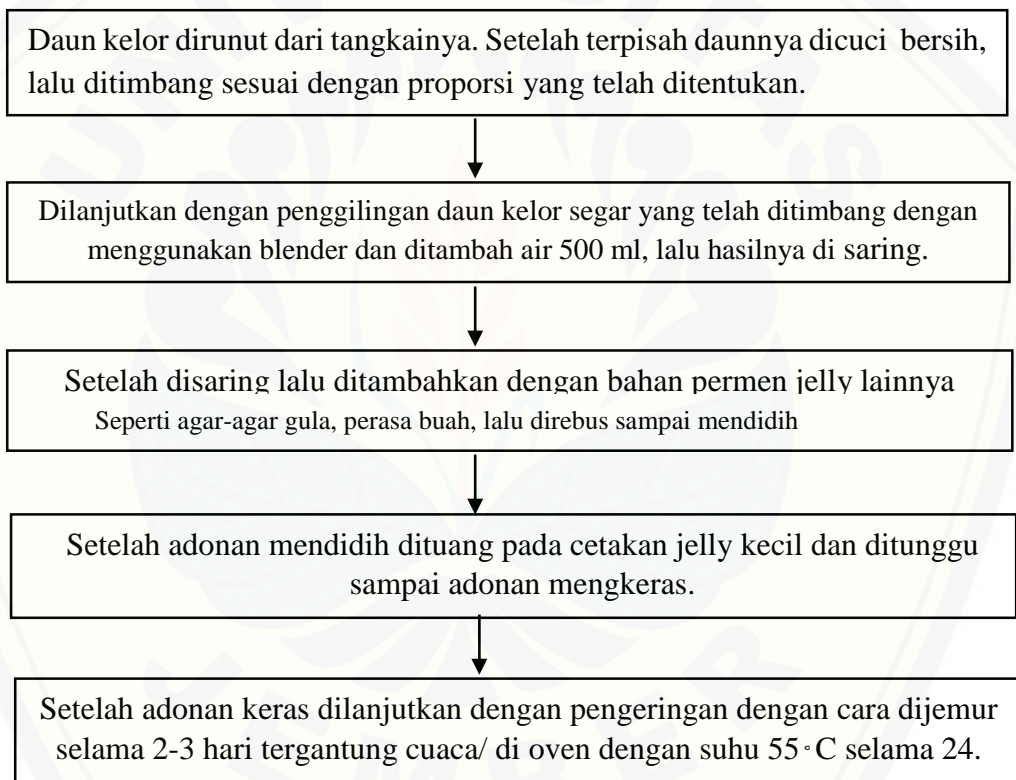 Daun kelor dirunut dari tangkainya. Setelah terpisah daunnya dicuci bersih,
lalu ditimbang sesuai dengan proporsi yang telah ditentukan.
Dilanjutkan dengan penggilingan daun kelor segar yang telah ditimbang dengan
menggunakan blender dan ditambah air 500 ml, lalu hasilnya di saring.
Setelah disaring lalu ditambahkan dengan bahan permen jelly lainnya
Seperti agar-agar gula, perasa buah, lalu direbus sampai mendidih
Setelah adonan mendidih dituang pada cetakan jelly kecil dan ditunggu
sampai adonan mengkeras.
Setelah adonan keras dilanjutkan dengan pengeringan dengan cara dijemur
selama 2-3 hari tergantung cuaca/ di oven dengan suhu 55◦C selama 24.